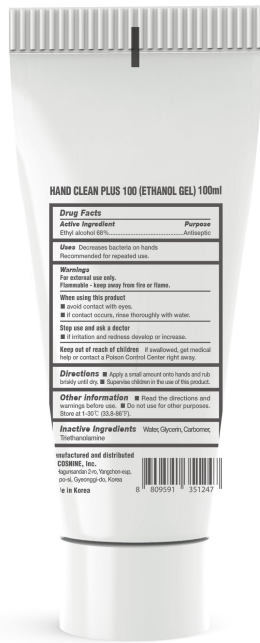 HAND CLEAN PLUS 100 (ETHANOL GEL) 100ml
Drug Facts
Active Ingredient Purpose
Ethyl alcohol 68%........................................Antiseptic
Uses Decreases bacteria on hands
Recommended for repeated use.
Warnings
For external use only.
Flammable - keep away from fire or flame.
When using this product
■ avoid contact with eyes.
■ if contact occurs, rinse thoroughly with water.
Stop use and ask a doctor
■ if irritation and redness develop or increase.
Keep out of reach of children if swallowed, get medical
help or contact a Poison Control Center right away.
Directions ■ Apply a small amount onto hands and rub
briskly until dry. ■ Supervise children in the use of this product.
Other information ■ Read the directions and
warnings before use. ■ Do not use for other purposes.
Store at 1-30℃ (33.8-86℉).
Inactive Ingredients Water, Glycerin, Carbomer,
Triethanolamine
anufactured and distributed
COSNINE, Inc.
Hagunsandan 2-ro, Yangchon-eup,
po-si, Gyeonggi-do, Korea
e in Korea
8 809591 351247